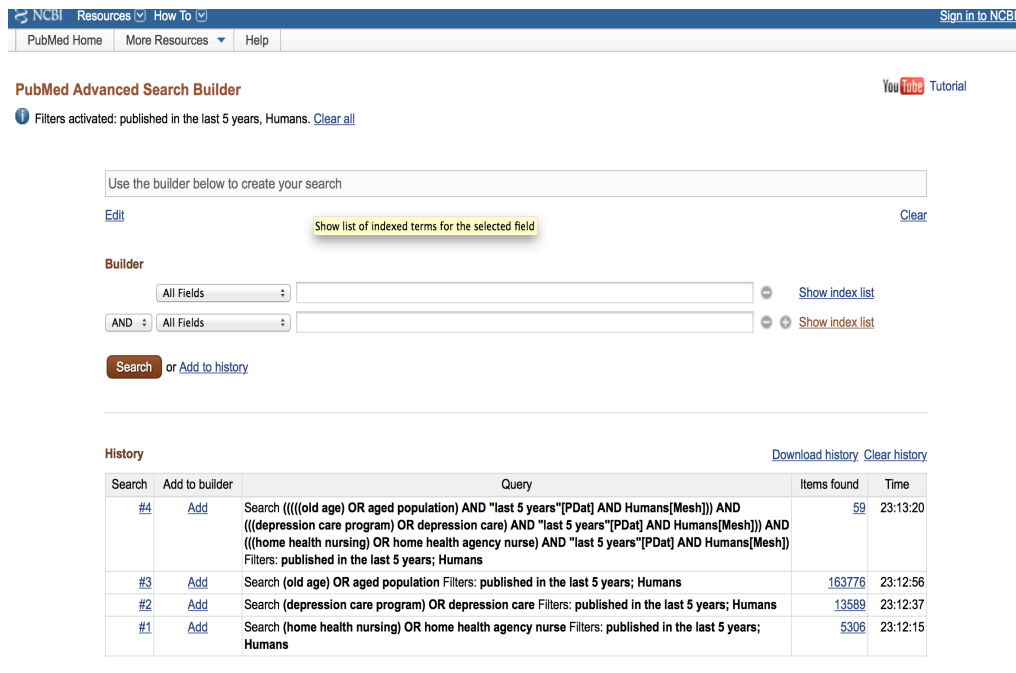 NCBI Resources How To Sign in to NCBI
PubMed Home More Resources Help
PubMed Advanced Search Builder
You Tube Tutorial
Filters activated: published in the last 5 years, Humans. Clear all
Use the builder below to create your search
Edit Clear
Show list of indexed terms for the selected field
Builder
All Fields Show index list
AND All Fields Show index list
Search or Add to history
History Download history Clear history
Search Add to builder Query Items found Time
#4 Add Search (((((old age) OR aged population) AND "last 5 years"[PDat] AND Humans[Mesh])) AND 59 23:13:20
(((depression care program) OR depression care) AND "last 5 years"[PDat] AND Humans[Mesh])) AND
(((home health nursing) OR home health agency nurse) AND "last 5 years"[PDat] AND Humans[Mesh])
Filters: published in the last 5 years; Humans
#3 Add Search (old age) OR aged population Filters: published in the last 5 years; Humans 163776 23:12:56
#2 Add Search (depression care program) OR depression care Filters: published in the last 5 years; Humans 13589 23:12:37
#1 Add Search (home health nursing) OR home health agency nurse Filters: published in the last 5 years; 5306 23:12:15
Humans